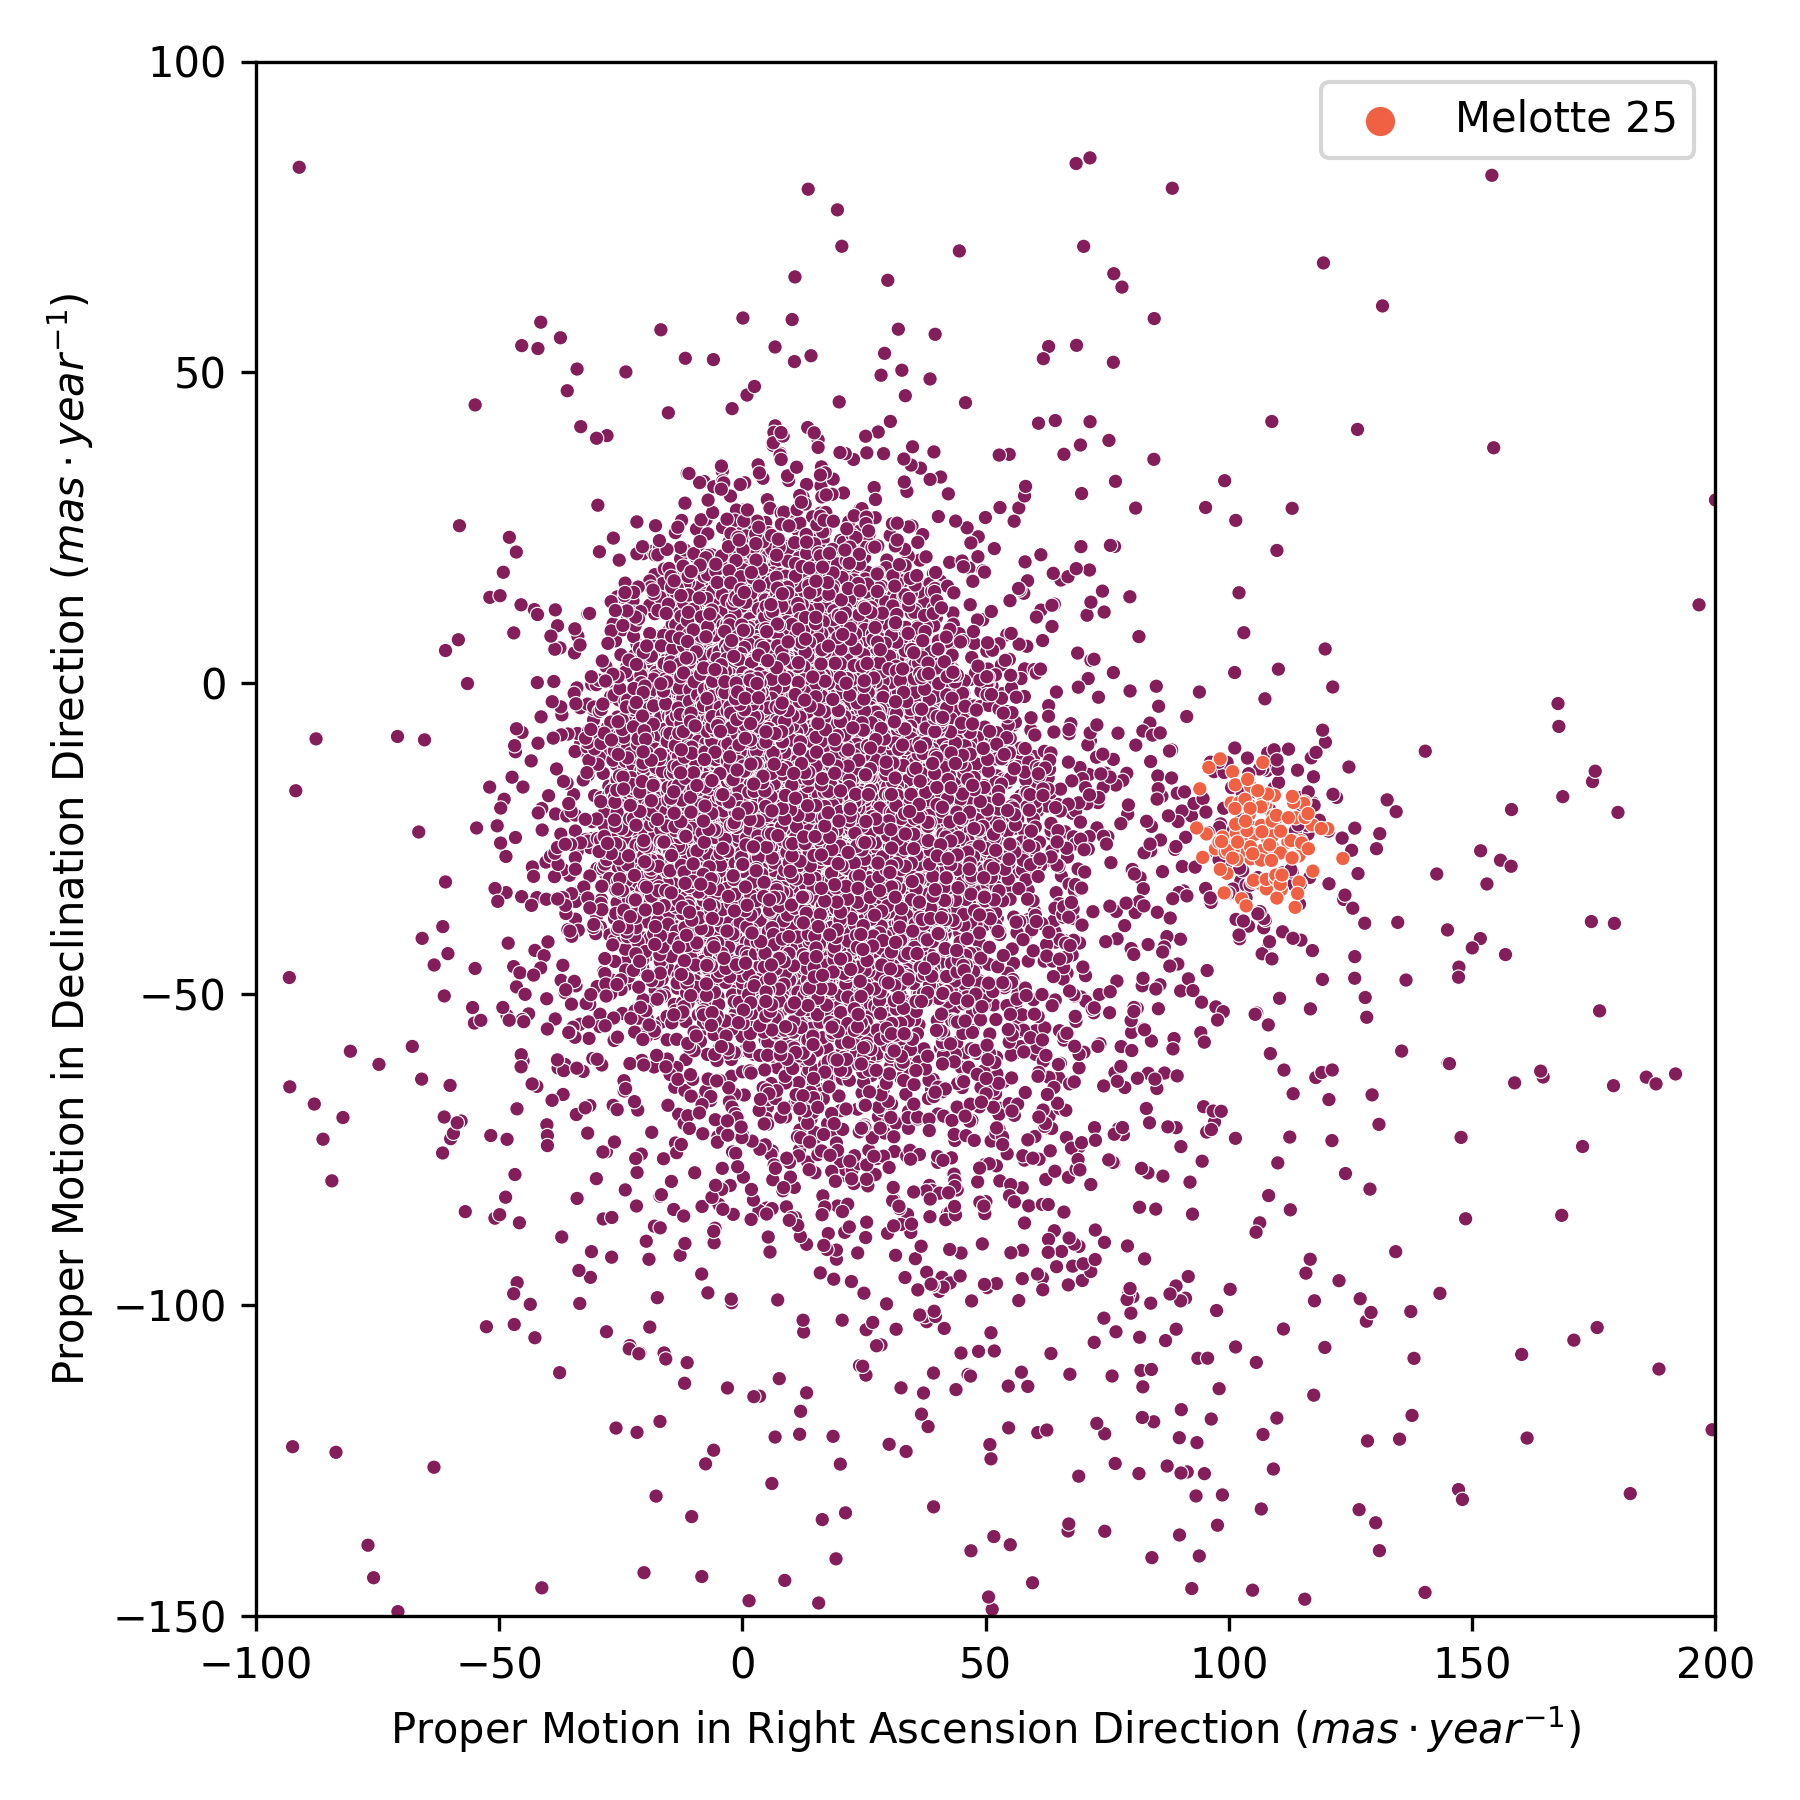 Melotte 25
100
50
0
−50
−100
−150
−100 −50 0 50 100 150 200
Proper Motion in Declination Direction (mas · year⁻¹)
Proper Motion in Right Ascension Direction (mas · year⁻¹)